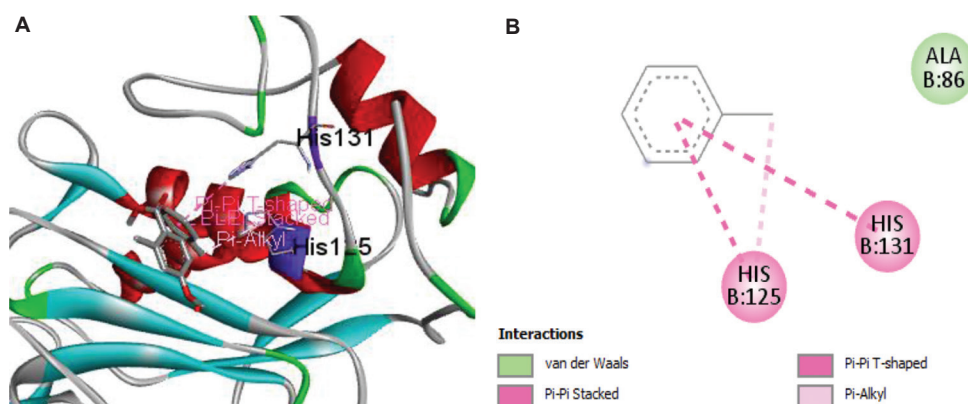 A
His131
Pi-Pi T-shaped
Pi-Pi Stacked
Pi-Alkyl
His125
B
ALA
B:86
HIS
B:131
HIS
B:125
Interactions
van der Waals
Pi-Pi Stacked
Pi-Pi T-shaped
Pi-Alkyl